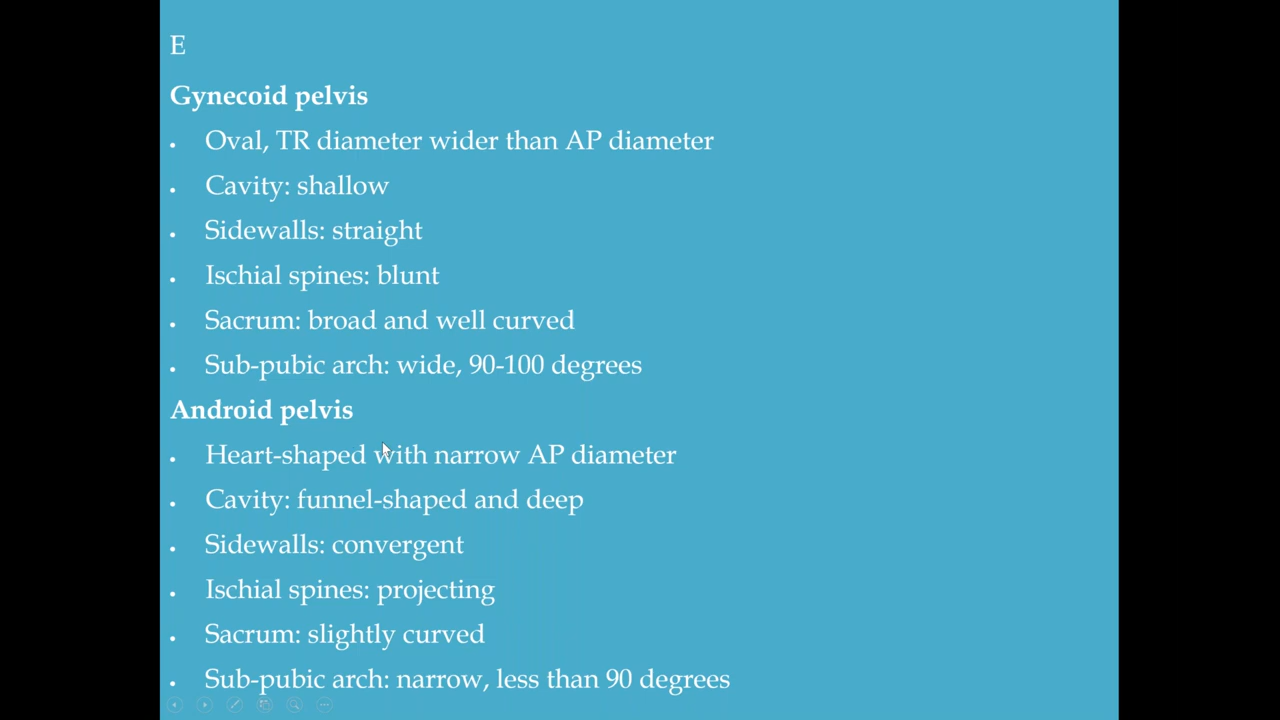 E
Gynecoid pelvis
• Oval, TR diameter wider than AP diameter
• Cavity: shallow
• Sidewalls: straight
• Ischial spines: blunt
• Sacrum: broad and well curved
• Sub-pubic arch: wide, 90-100 degrees
Android pelvis
• Heart-shaped with narrow AP diameter
• Cavity: funnel-shaped and deep
• Sidewalls: convergent
• Ischial spines: projecting
• Sacrum: slightly curved
• Sub-pubic arch: narrow, less than 90 degrees